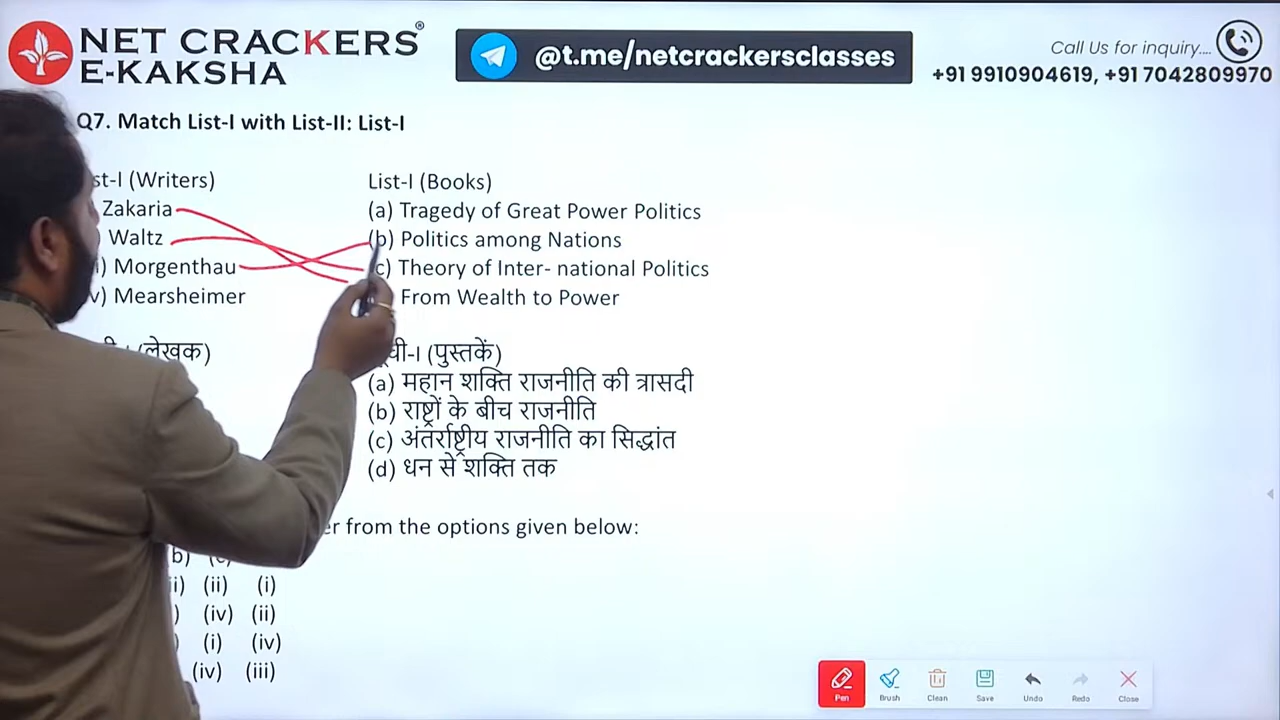 NET CRACKERS®
E-KAKSHA
@t.me/netcrackersclasses
Call Us for inquiry....
+91 9910904619, +91 7042809970
Q7. Match List-I with List-II: List-I
st-I (Writers)
List-I (Books)
Zakaria
(a) Tragedy of Great Power Politics
) Waltz
(b) Politics among Nations
) Morgenthau
c) Theory of Inter- national Politics
v) Mearsheimer
From Wealth to Power
(लेखक)
ची-I (पुस्तकें)
(a) महान शक्ति राजनीति की त्रासदी
(b) राष्ट्रों के बीच राजनीति
(c) अंतर्राष्ट्रीय राजनीति का सिद्धांत
(d) धन से शक्ति तक
er from the options given below:
b)
ii) (ii) (i)
) (iv) (ii)
) (i) (iv)
(iv) (iii)
Pen
Brush
Clean
Save
Undo
Redo
Close